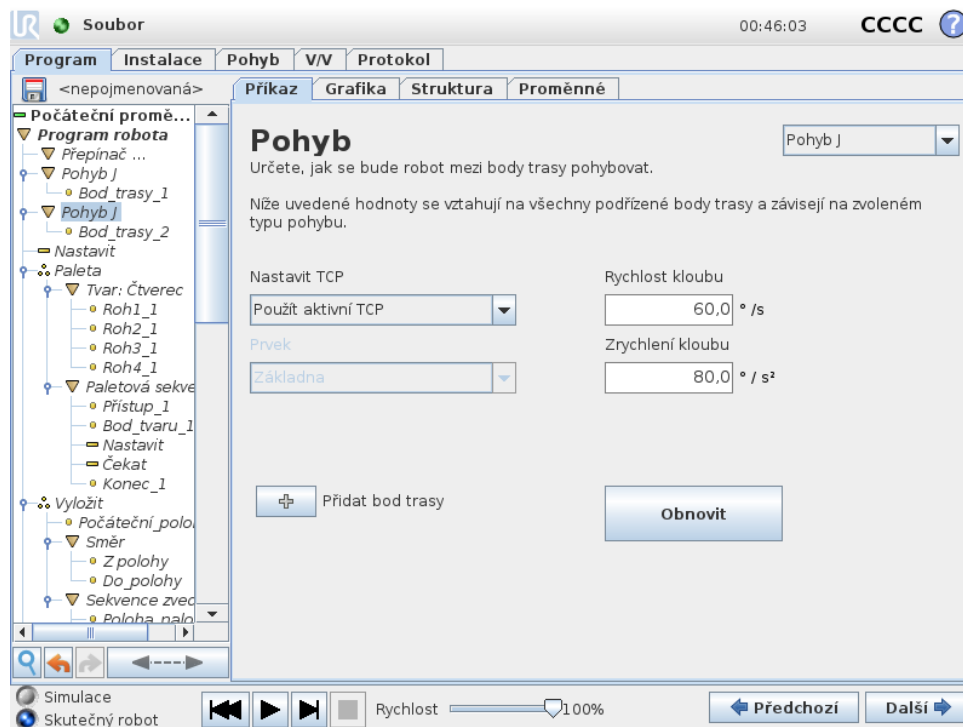 UR Soubor 00:46:03 CCCC ?
Program Instalace Pohyb V/V Protokol
<nepojmenovaná> Příkaz Grafika Struktura Proměnné
Počáteční promě...
Program robota
Přepínač ...
Pohyb J
Bod_trasy_1
Pohyb J
Bod_trasy_2
Nastavit
Paleta
Tvar: Čtverec
Roh1_1
Roh2_1
Roh3_1
Roh4_1
Paletová sekve
Přístup_1
Bod_tvaru_1
Nastavit
Čekat
Konec_1
Vyložit
Počáteční_polo
Směr
Z polohy
Do_polohy
Sekvence zved
Poloha_nalo
Pohyb
Pohyb J
Určete, jak se bude robot mezi body trasy pohybovat.
Níže uvedené hodnoty se vztahují na všechny podřízené body trasy a závisejí na zvoleném
typu pohybu.
Nastavit TCP
Použít aktivní TCP
Prvek
Základna
Rychlost kloubu
60,0 ° /s
Zrychlení kloubu
80,0 ° / s²
Přidat bod trasy
Obnovit
Simulace
Skutečný robot
Rychlost 100%
Předchozí
Další